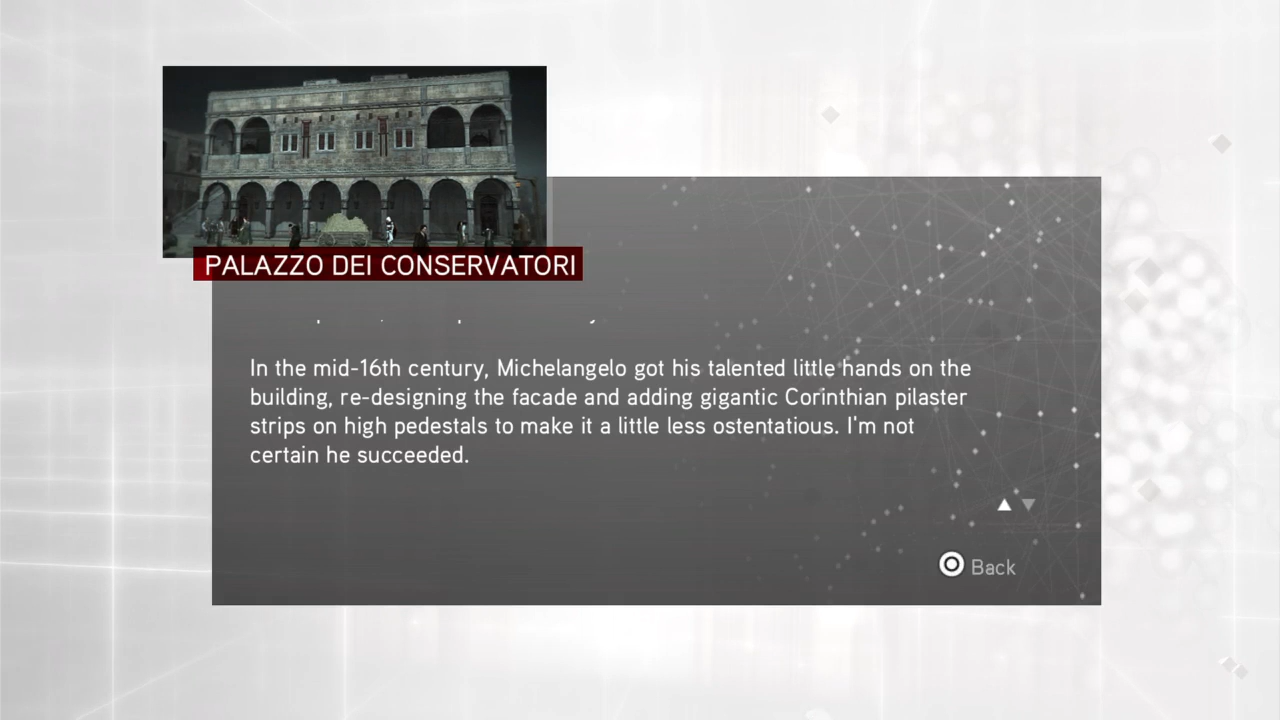 PALAZZO DEI CONSERVATORI
In the mid-16th century, Michelangelo got his talented little hands on the
building, re-designing the facade and adding gigantic Corinthian pilaster
strips on high pedestals to make it a little less ostentatious. I'm not
certain he succeeded.
Back